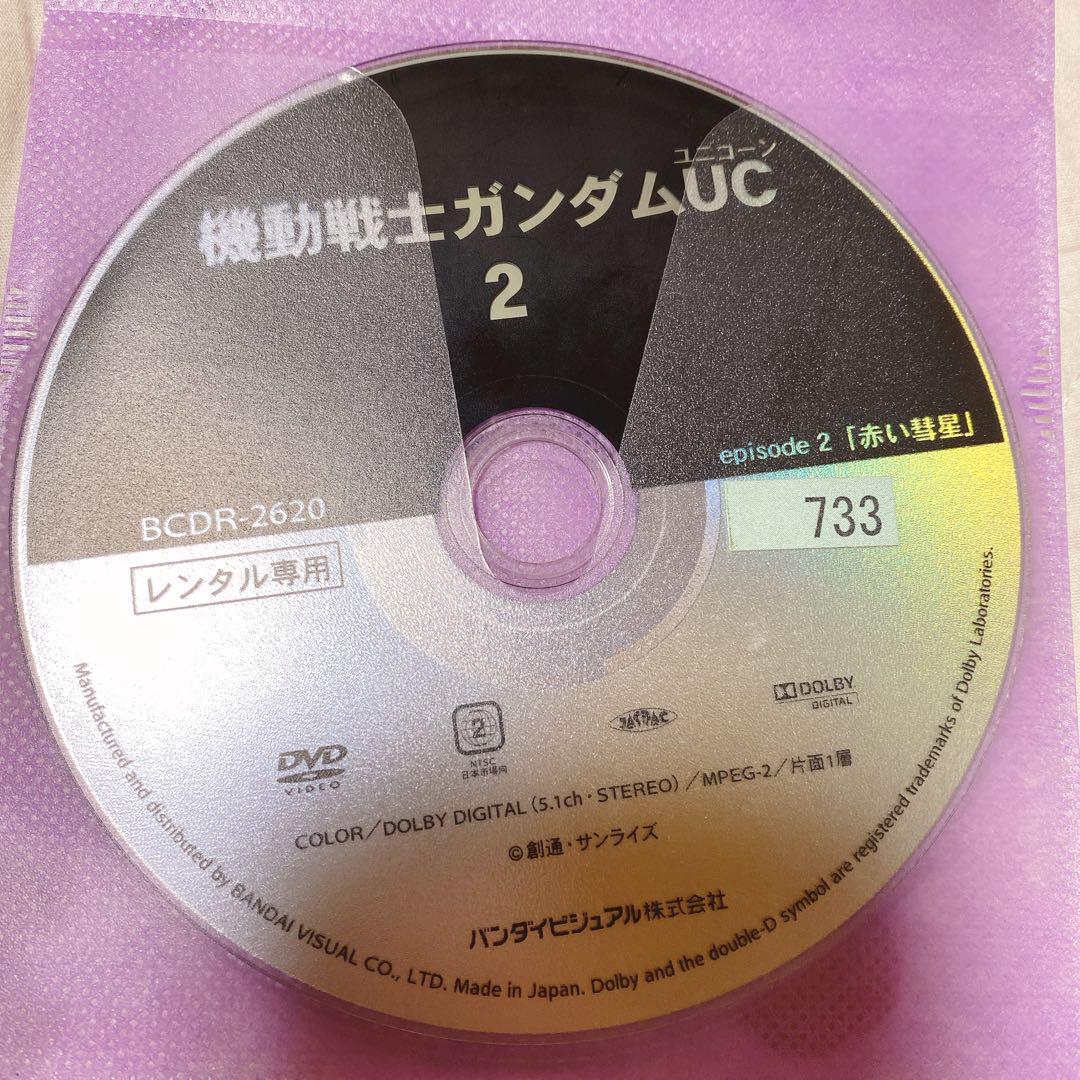 ユニコーン
機動戦士ガンダムUC
2
episode 2「赤い彗星」
733
BCDR-2620
レンタル専用
DVD
VIDEO
2
NTSC
日本市場向
JASRAC
DOLBY
DIGITAL
COLOR/DOLBY DIGITAL(5.1ch・STEREO)/MPEG-2/片面1層
©創通・サンライズ
バンダイビジュアル株式会社
Manufactured and distributed by BANDAI VISUAL CO., LTD. Made in Japan. Dolby and the double-D symbol are registered trademarks of Dolby Laboratories.